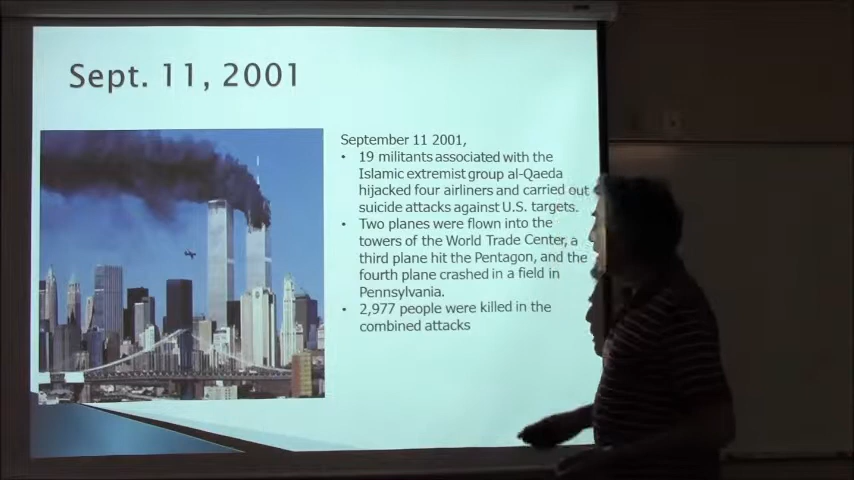 Sept. 11, 2001
September 11 2001,
• 19 militants associated with the
Islamic extremist group al-Qaeda
hijacked four airliners and carried out
suicide attacks against U.S. targets.
• Two planes were flown into the
towers of the World Trade Center, a
third plane hit the Pentagon, and the
fourth plane crashed in a field in
Pennsylvania.
• 2,977 people were killed in the
combined attacks